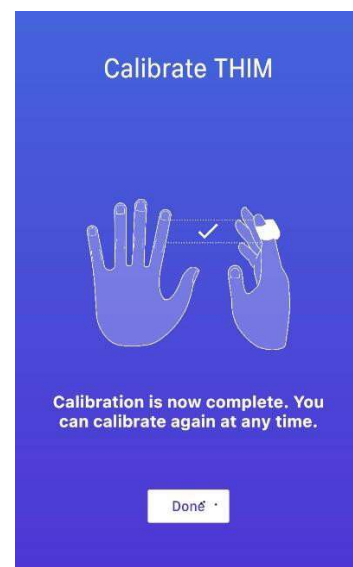 Calibrate THIM
Calibration is now complete. You
can calibrate again at any time.
Done